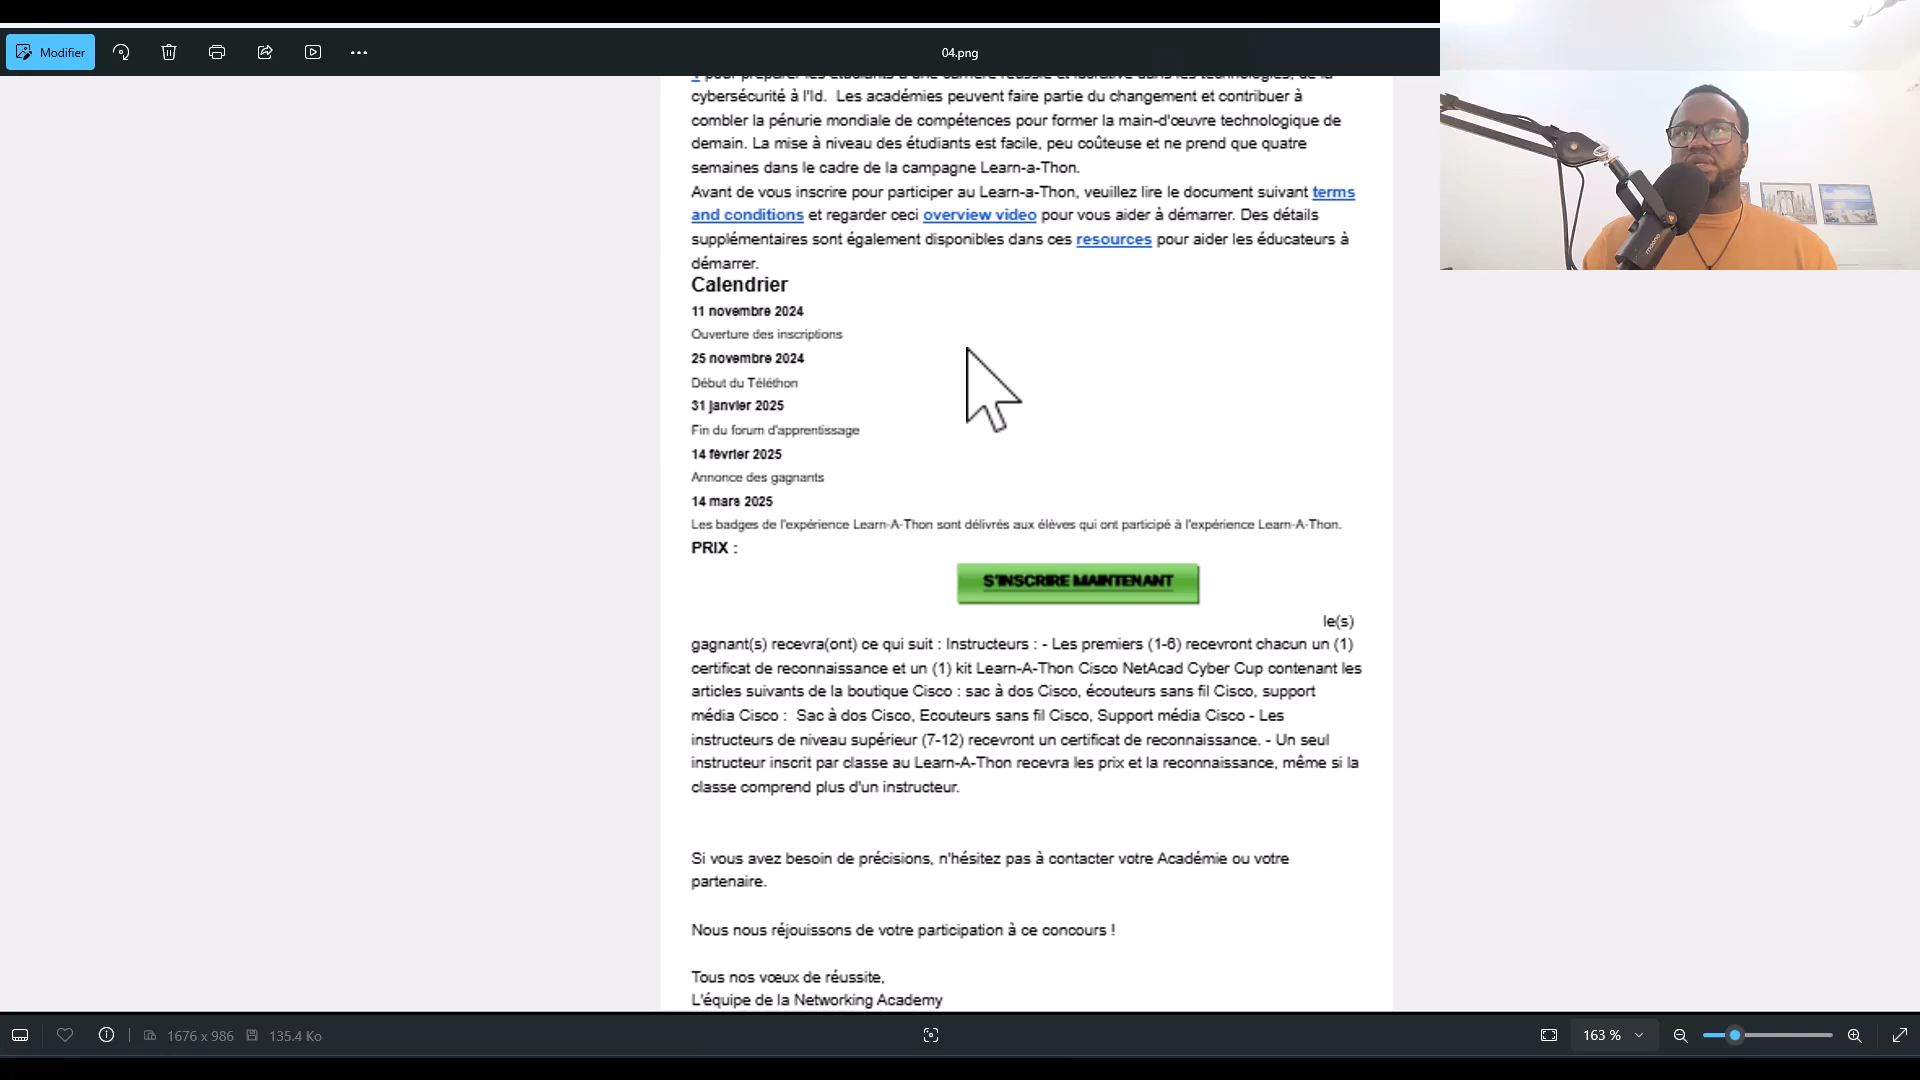 Modifier
04.png
pour préparer les étudiants à une carrière réussie et lucrative dans les technologies, de la
cybersécurité à l'Id. Les académies peuvent faire partie du changement et contribuer à
combler la pénurie mondiale de compétences pour former la main-d'œuvre technologique de
demain. La mise à niveau des étudiants est facile, peu coûteuse et ne prend que quatre
semaines dans le cadre de la campagne Learn-a-Thon.
Avant de vous inscrire pour participer au Learn-a-Thon, veuillez lire le document suivant terms
and conditions et regarder ceci overview video pour vous aider à démarrer. Des détails
supplémentaires sont également disponibles dans ces resources pour aider les éducateurs à
démarrer.
Calendrier
11 novembre 2024
Ouverture des inscriptions
25 novembre 2024
Début du Téléthon
31 janvier 2025
Fin du forum d'apprentissage
14 février 2025
Annonce des gagnants
14 mars 2025
Les badges de l'expérience Learn-A-Thon sont délivrés aux élèves qui ont participé à l'expérience Learn-A-Thon.
PRIX :
S'INSCRIRE MAINTENANT
le(s)
gagnant(s) recevra(ont) ce qui suit : Instructeurs : - Les premiers (1-6) recevront chacun un (1)
certificat de reconnaissance et un (1) kit Learn-A-Thon Cisco NetAcad Cyber Cup contenant les
articles suivants de la boutique Cisco : sac à dos Cisco, écouteurs sans fil Cisco, support
média Cisco : Sac à dos Cisco, Ecouteurs sans fil Cisco, Support média Cisco - Les
instructeurs de niveau supérieur (7-12) recevront un certificat de reconnaissance. - Un seul
instructeur inscrit par classe au Learn-A-Thon recevra les prix et la reconnaissance, même si la
classe comprend plus d'un instructeur.
Si vous avez besoin de précisions, n'hésitez pas à contacter votre Académie ou votre
partenaire.
Nous nous réjouissons de votre participation à ce concours !
Tous nos vœux de réussite,
L'équipe de la Networking Academy
1676 x 986
135.4 Ko
163 %